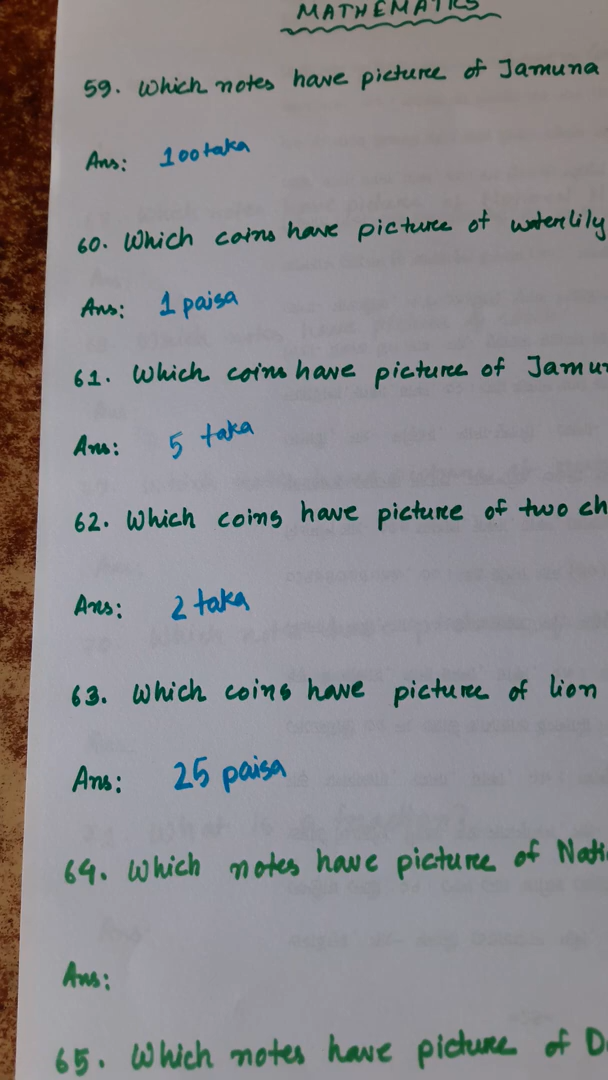 MATHEMATICS
59. Which notes have picture of Jamuna
Ans: 100 taka
60. Which coins have picture of waterlily
Ans: 1 paisa
61. Which coins have picture of
Ans: 5 taka
62. Which coins have picture of two
Ans: 2 taka
63. Which coins have picture of lion
Ans: 25 paisa
64. Which notes have picture of
Ans:
65. Which notes have picture of